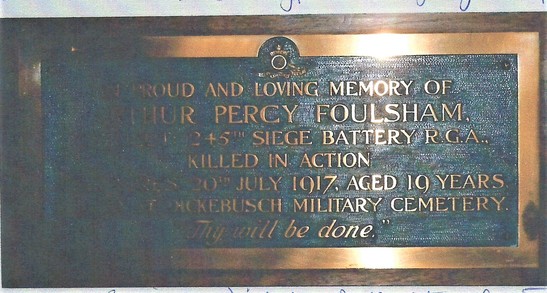 PROUD AND LOVING MEMORY OF
PERCY FOULSHAM,
245TH SIEGE BATTERY R.G.A.,
KILLED IN ACTION
20TH JULY 1917, AGED 19 YEARS.
MILITARY CEMETERY.
"Thy will be done."